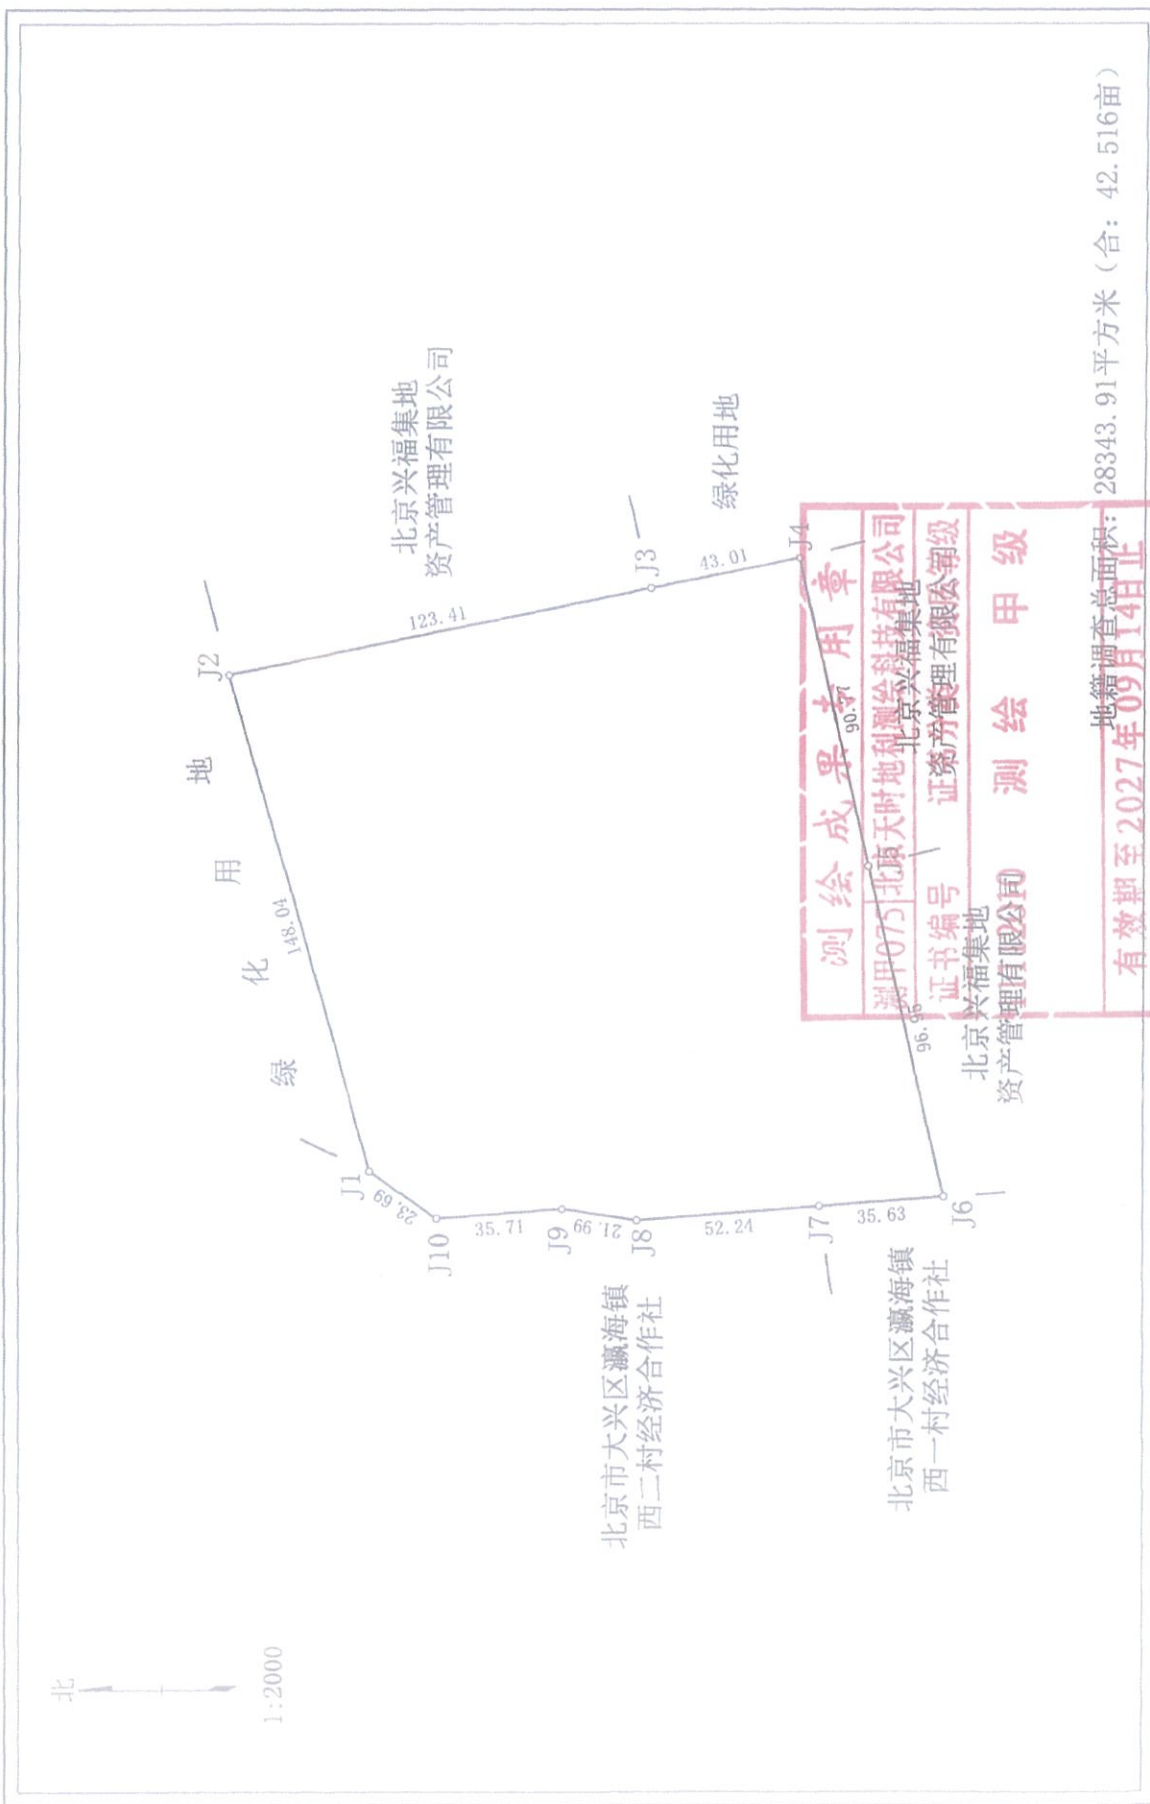 北
1:2000
绿 化 用 地
J1
148.04
J2
23.69
J10
35.71
J9
21.99
J8
52.24
J7
35.63
J6
123.41
J3
43.01
J4
90.77
J5
96.96
北京兴福集地
资产管理有限公司
绿化用地
北京市大兴区瀛海镇
西二村经济合作社
北京市大兴区瀛海镇
西一村经济合作社
北京兴福集地
资产管理有限公司
北京兴福集地
资产管理有限公司
测绘成果专用章
北京天时地利测绘科技有限公司
证书编号
测绘 甲级
有效期至2027年09月14日止
地籍调查总面积：28343.91平方米（合：42.516亩）